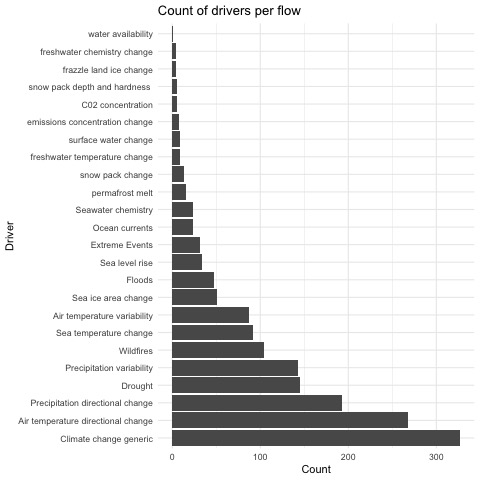 Count of drivers per flow
water availability
freshwater chemistry change
frazzle land ice change
snow pack depth and hardness
C02 concentration
emissions concentration change
surface water change
freshwater temperature change
snow pack change
permafrost melt
Seawater chemistry
Ocean currents
Extreme Events
Sea level rise
Floods
Sea ice area change
Air temperature variability
Sea temperature change
Wildfires
Precipitation variability
Drought
Precipitation directional change
Air temperature directional change
Climate change generic
Driver
0 100 200 300
Count